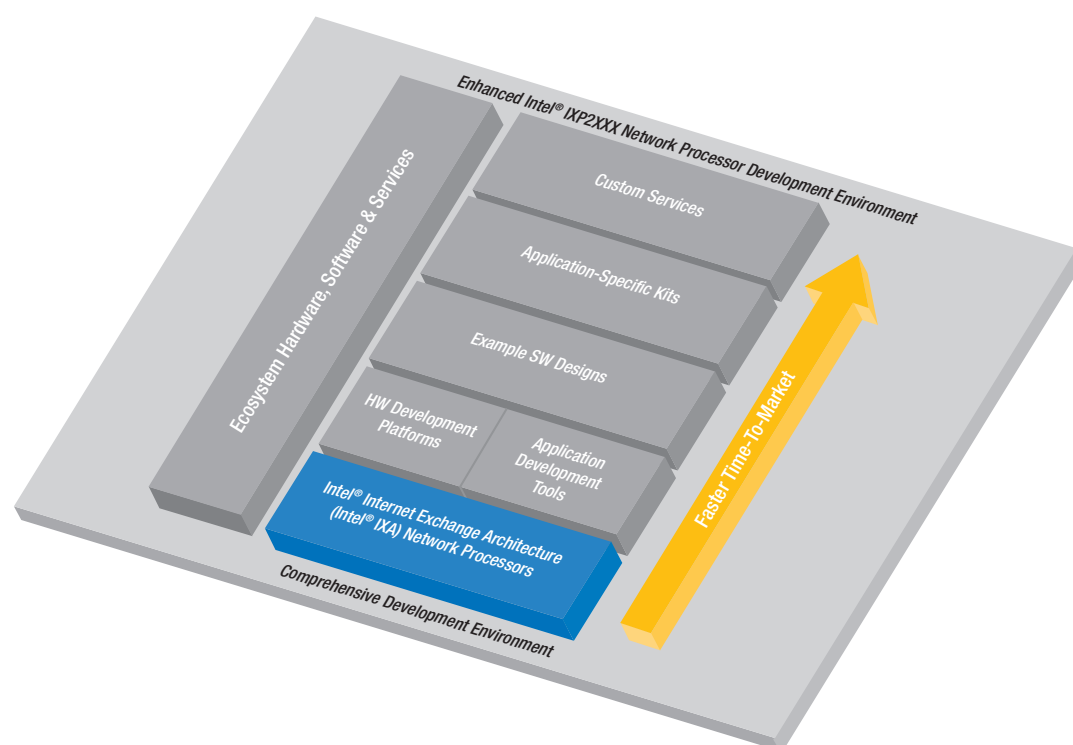 Enhanced Intel® IXP2XXX Network Processor Development Environment
Ecosystem Hardware, Software & Services
Custom Services
Application-Specific Kits
Example SW Designs
HW Development
Platforms
Application
Development
Tools
Intel® Internet Exchange Architecture
(Intel® IXA) Network Processors
Faster Time-To-Market
Comprehensive Development Environment